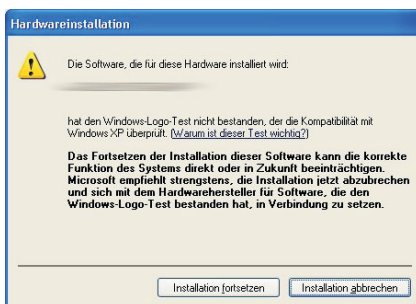 Hardwareinstallation
Die Software, die für diese Hardware installiert wird:
hat den Windows-Logo-Test nicht bestanden, der die Kompatibilität mit
Windows XP überprüft. (Warum ist dieser Test wichtig?)
Das Fortsetzen der Installation dieser Software kann die korrekte
Funktion des Systems direkt oder in Zukunft beeinträchtigen.
Microsoft empfiehlt strengstens, die Installation jetzt abzubrechen
und sich mit dem Hardwarehersteller für Software, die den
Windows-Logo-Test bestanden hat, in Verbindung zu setzen.
Installation fortsetzen
Installation abbrechen